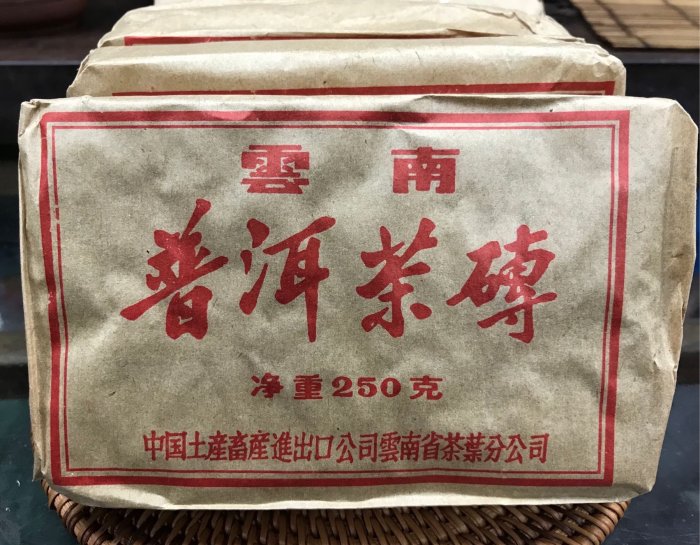 雲南
普洱茶磚
净重250克
中国土産畜産進出口公司雲南省茶葉分公司